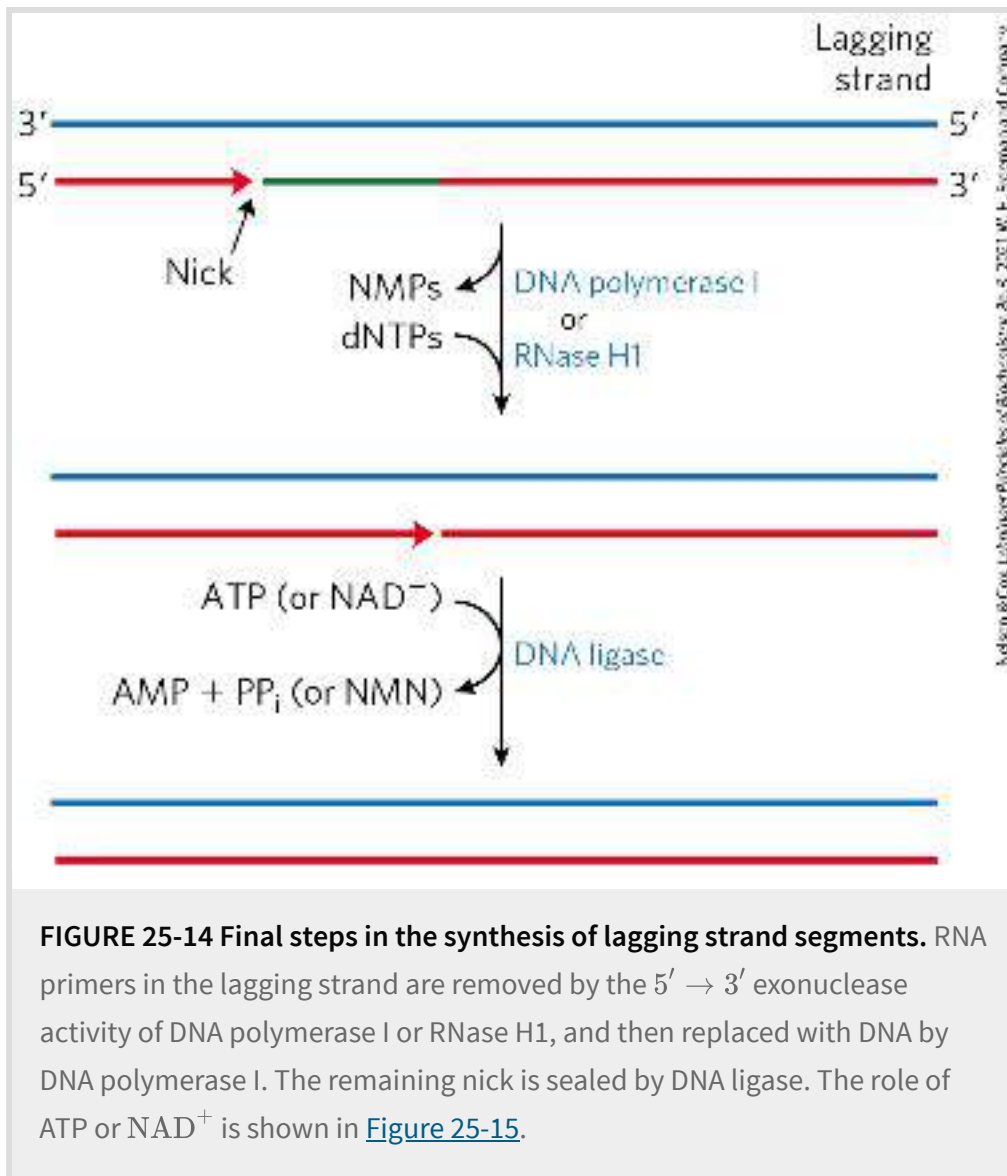 Lagging
strand
3′
5′
5′
3′
Nick
NMPs
DNA polymerase I
or
dNTPs
RNase H1
ATP (or NAD⁻)
DNA ligase
AMP + PPᵢ (or NMN)
FIGURE 25-14 Final steps in the synthesis of lagging strand segments. RNA
primers in the lagging strand are removed by the 5′ → 3′ exonuclease
activity of DNA polymerase I or RNase H1, and then replaced with DNA by
DNA polymerase I. The remaining nick is sealed by DNA ligase. The role of
ATP or NAD⁺ is shown in Figure 25-15.